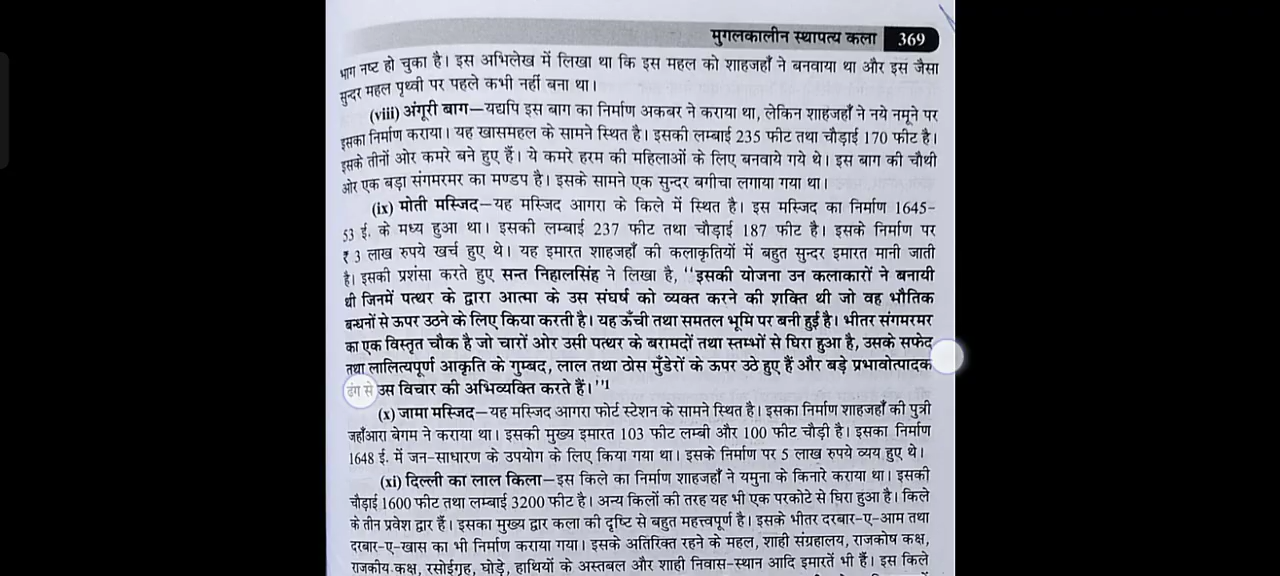 मुगलकालीन स्थापत्य कला 369
भाग नष्ट हो चुका है। इस अभिलेख में लिखा था कि इस महल को शाहजहाँ ने बनवाया था और इस जैसा
सुन्दर महल पृथ्वी पर पहले कभी नहीं बना था।
(viii) अंगूरी बाग—यद्यपि इस बाग का निर्माण अकबर ने कराया था, लेकिन शाहजहाँ ने नये नमूने पर
इसका निर्माण कराया। यह खासमहल के सामने स्थित है। इसकी लम्बाई 235 फीट तथा चौड़ाई 170 फीट है।
इसके तीनों ओर कमरे बने हुए हैं। ये कमरे हरम की महिलाओं के लिए बनवाये गये थे। इस बाग की चौथी
ओर एक बड़ा संगमरमर का मण्डप है। इसके सामने एक सुन्दर बगीचा लगाया गया था।
(ix) मोती मस्जिद—यह मस्जिद आगरा के किले में स्थित है। इस मस्जिद का निर्माण 1645-
53 ई. के मध्य हुआ था। इसकी लम्बाई 237 फीट तथा चौड़ाई 187 फीट है। इसके निर्माण पर
₹ 3 लाख रुपये खर्च हुए थे। यह इमारत शाहजहाँ की कलाकृतियों में बहुत सुन्दर इमारत मानी जाती
है। इसकी प्रशंसा करते हुए सन्त निहालसिंह ने लिखा है, ‘‘इसकी योजना उन कलाकारों ने बनायी
थी जिनमें पत्थर के द्वारा आत्मा के उस संघर्ष को व्यक्त करने की शक्ति थी जो वह भौतिक
बन्धनों से ऊपर उठने के लिए किया करती है। यह ऊँची तथा समतल भूमि पर बनी हुई है। भीतर संगमरमर
का एक विस्तृत चौक है जो चारों ओर उसी पत्थर के बरामदों तथा स्तम्भों से घिरा हुआ है, उसके सफेद
तथा लालित्यपूर्ण आकृति के गुम्बद, लाल तथा ठोस मुँडेरों के ऊपर उठे हुए हैं और बड़े प्रभावोत्पादक
ढंग से उस विचार की अभिव्यक्ति करते हैं।’’1
(x) जामा मस्जिद—यह मस्जिद आगरा फोर्ट स्टेशन के सामने स्थित है। इसका निर्माण शाहजहाँ की पुत्री
जहाँआरा बेगम ने कराया था। इसकी मुख्य इमारत 103 फीट लम्बी और 100 फीट चौड़ी है। इसका निर्माण
1648 ई. में जन-साधारण के उपयोग के लिए किया गया था। इसके निर्माण पर 5 लाख रुपये व्यय हुए थे।
(xi) दिल्ली का लाल किला—इस किले का निर्माण शाहजहाँ ने यमुना के किनारे कराया था। इसकी
चौड़ाई 1600 फीट तथा लम्बाई 3200 फीट है। अन्य किलों की तरह यह भी एक परकोटे से घिरा हुआ है। किले
के तीन प्रवेश द्वार हैं। इसका मुख्य द्वार कला की दृष्टि से बहुत महत्त्वपूर्ण है। इसके भीतर दरबार-ए-आम तथा
दरबार-ए-खास का भी निर्माण कराया गया। इसके अतिरिक्त रहने के महल, शाही संग्रहालय, राजकोष कक्ष,
राजकीय कक्ष, रसोईगृह, घोड़े, हाथियों के अस्तबल और शाही निवास-स्थान आदि इमारतें भी हैं। इस किले